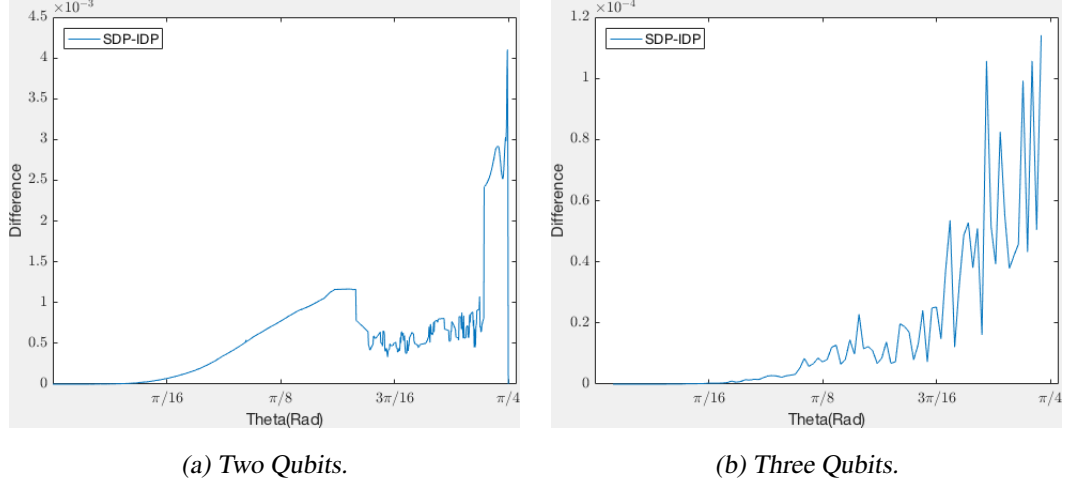 ×10⁻³
4.5
SDP-IDP
4
3.5
3
2.5
2
1.5
1
0.5
0
Difference
π/16
π/8
3π/16
π/4
Theta(Rad)
(a) Two Qubits.
×10⁻⁴
1.2
SDP-IDP
1
0.8
0.6
0.4
0.2
0
Difference
π/16
π/8
3π/16
π/4
Theta(Rad)
(b) Three Qubits.